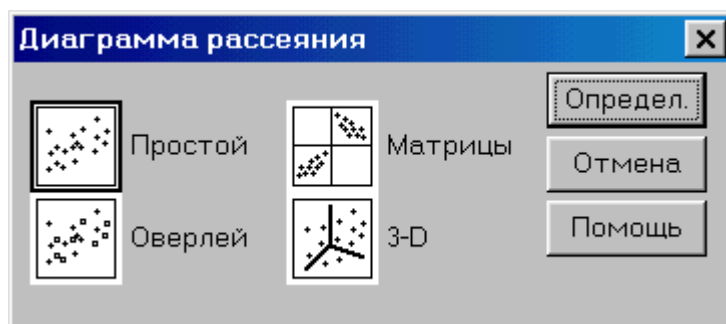 Диаграмма рассеяния
Простой
Матрицы
Определ.
Отмена
Оверлей
3-D
Помощь